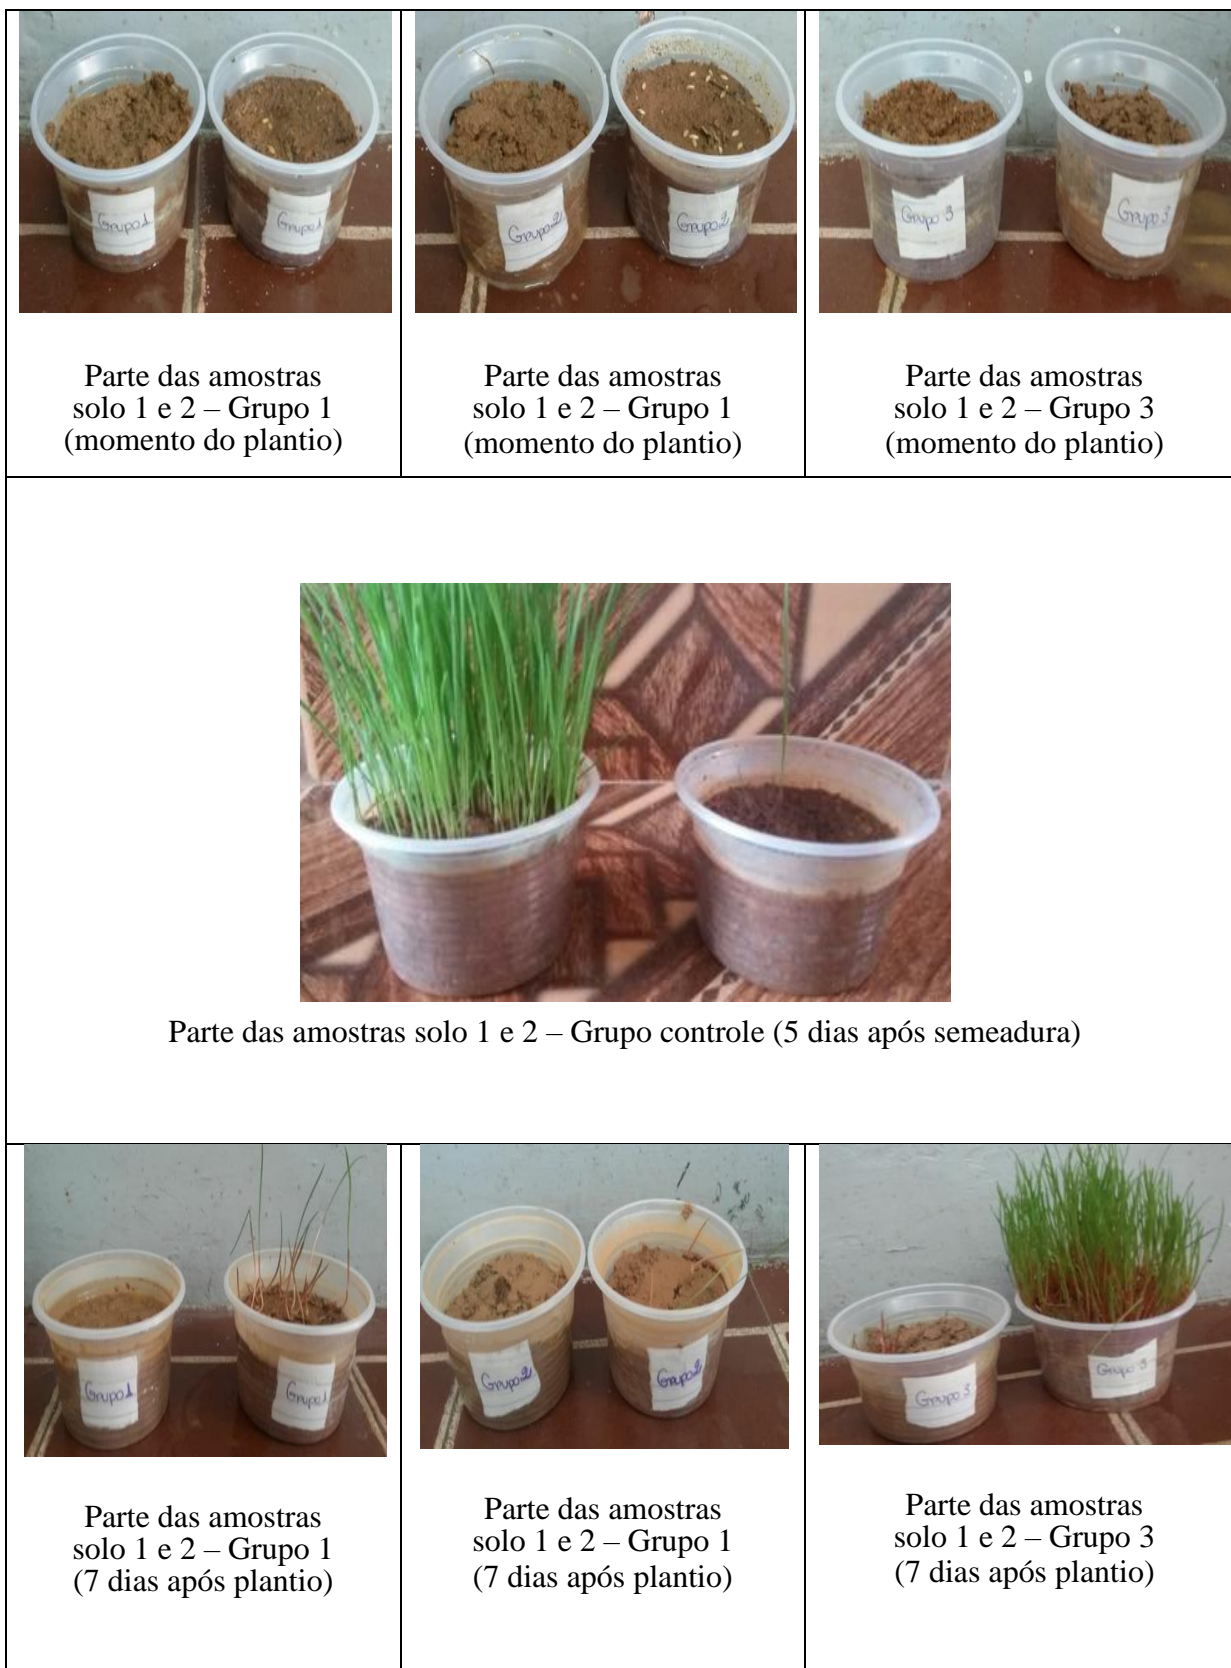 Grupo 1
Grupo 1
Grupo 2
Grupo 2
Grupo 3
Grupo 3
Parte das amostras
solo 1 e 2 – Grupo 1
(momento do plantio)
Parte das amostras
solo 1 e 2 – Grupo 1
(momento do plantio)
Parte das amostras
solo 1 e 2 – Grupo 3
(momento do plantio)
Parte das amostras solo 1 e 2 – Grupo controle (5 dias após semeadura)
Grupo 1
Grupo 1
Grupo 2
Grupo 2
Grupo 3
Grupo 3
Parte das amostras
solo 1 e 2 – Grupo 1
(7 dias após plantio)
Parte das amostras
solo 1 e 2 – Grupo 1
(7 dias após plantio)
Parte das amostras
solo 1 e 2 – Grupo 3
(7 dias após plantio)